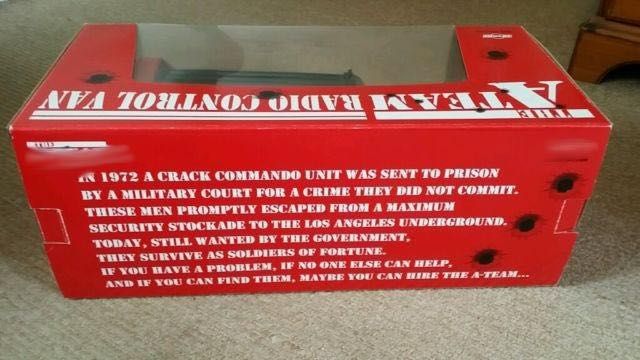 THE
A TEAM RADIO CONTROL VAN
IN 1972 A CRACK COMMANDO UNIT WAS SENT TO PRISON
BY A MILITARY COURT FOR A CRIME THEY DID NOT COMMIT.
THESE MEN PROMPTLY ESCAPED FROM A MAXIMUM
SECURITY STOCKADE TO THE LOS ANGELES UNDERGROUND.
TODAY, STILL WANTED BY THE GOVERNMENT,
THEY SURVIVE AS SOLDIERS OF FORTUNE.
IF YOU HAVE A PROBLEM, IF NO ONE ELSE CAN HELP,
AND IF YOU CAN FIND THEM, MAYBE YOU CAN HIRE THE A-TEAM...